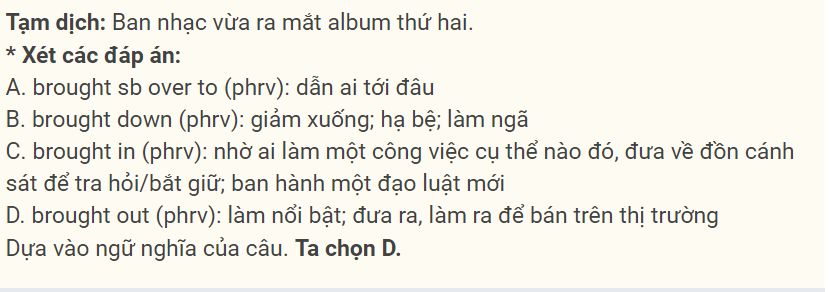 Tạm dịch: Ban nhạc vừa ra mắt album thứ hai.
* Xét các đáp án:
A. brought sb over to (phrv): dẫn ai tới đâu
B. brought down (phrv): giảm xuống; hạ bệ; làm ngã
C. brought in (phrv): nhờ ai làm một công việc cụ thể nào đó, đưa về đồn cánh
sát để tra hỏi/bắt giữ; ban hành một đạo luật mới
D. brought out (phrv): làm nổi bật; đưa ra, làm ra để bán trên thị trường
Dựa vào ngữ nghĩa của câu. Ta chọn D.